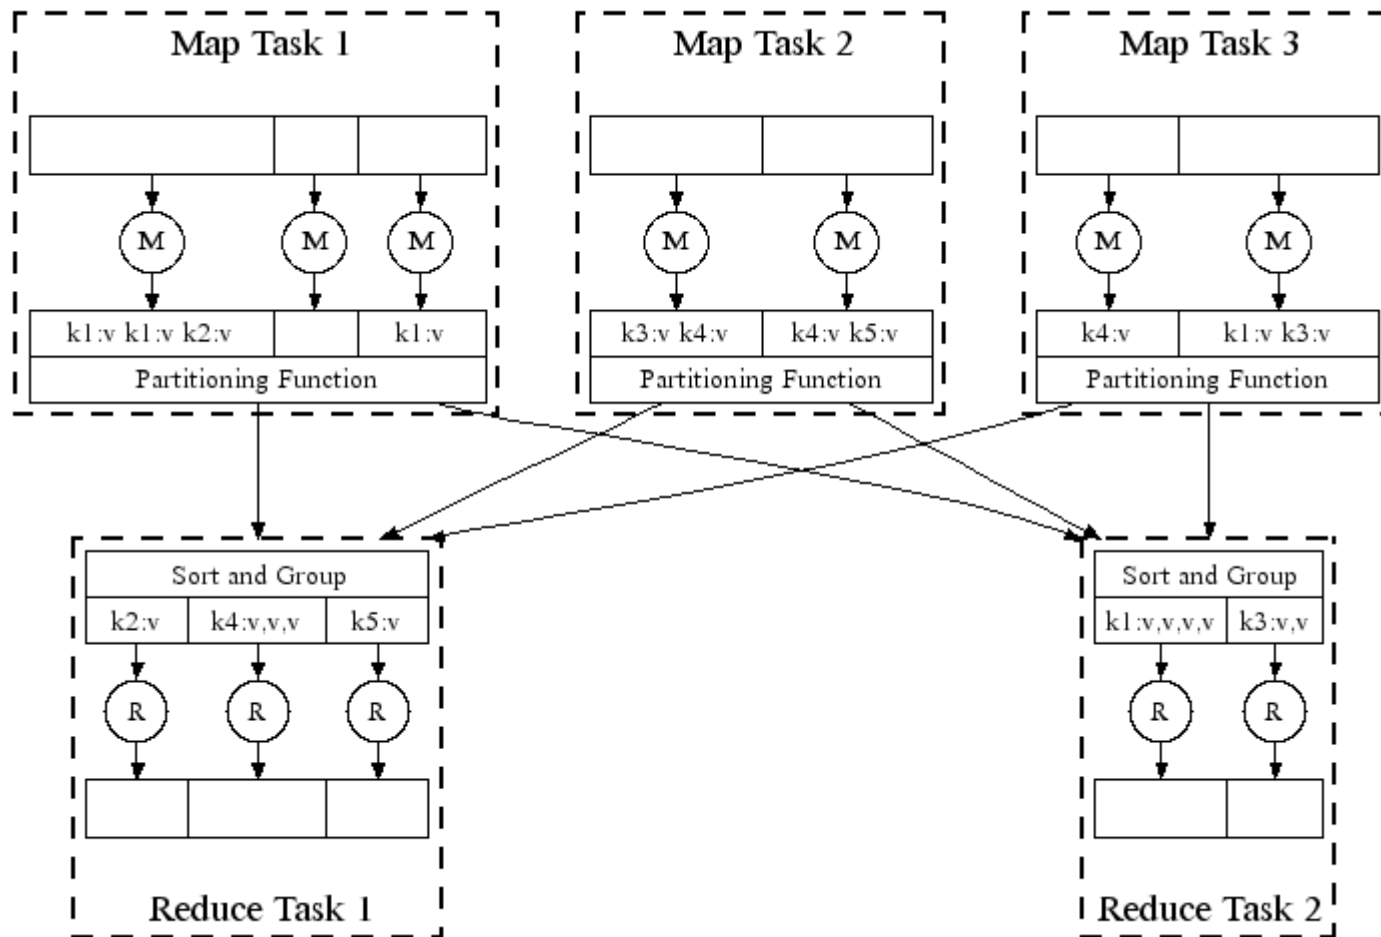 Map Task 1
Map Task 2
Map Task 3
M
M
M
M
M
M
M
k1:v k1:v k2:v
k1:v
k3:v k4:v
k4:v k5:v
k4:v
k1:v k3:v
Partitioning Function
Partitioning Function
Partitioning Function
Sort and Group
Sort and Group
k2:v
k4:v,v,v
k5:v
k1:v,v,v,v
k3:v,v
R
R
R
R
R
Reduce Task 1
Reduce Task 2